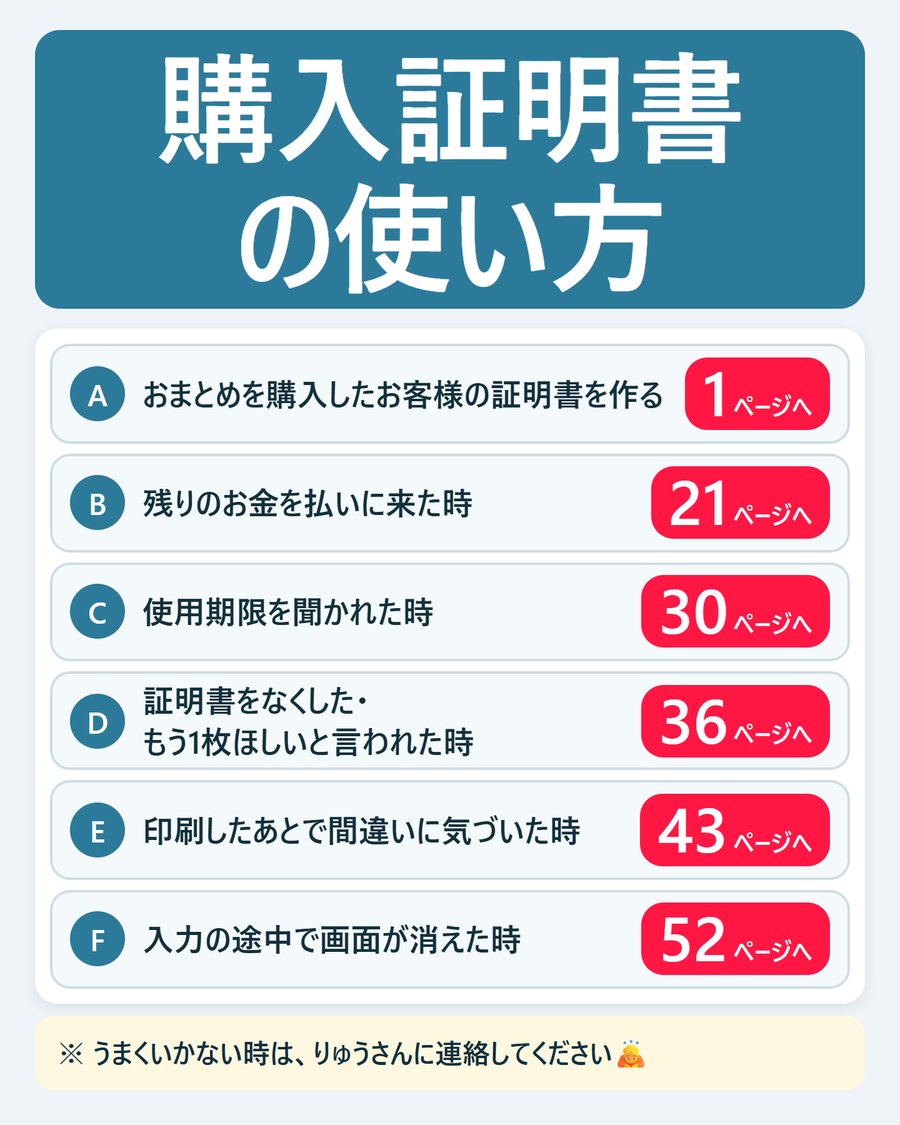 購入証明書
の使い方
A おまとめを購入したお客様の証明書を作る 1ページへ
B 残りのお金を払いに来た時 21ページへ
C 使用期限を聞かれた時 30ページへ
D 証明書をなくした・
もう1枚ほしいと言われた時 36ページへ
E 印刷したあとで間違いに気づいた時 43ページへ
F 入力の途中で画面が消えた時 52ページへ
※ うまくいかない時は、りゅうさんに連絡してください🙇